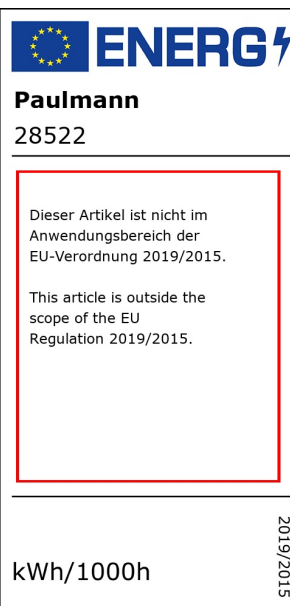 ENERG
Paulmann
28522
Dieser Artikel ist nicht im
Anwendungsbereich der
EU-Verordnung 2019/2015.
This article is outside the
scope of the EU
Regulation 2019/2015.
kWh/1000h
2019/2015